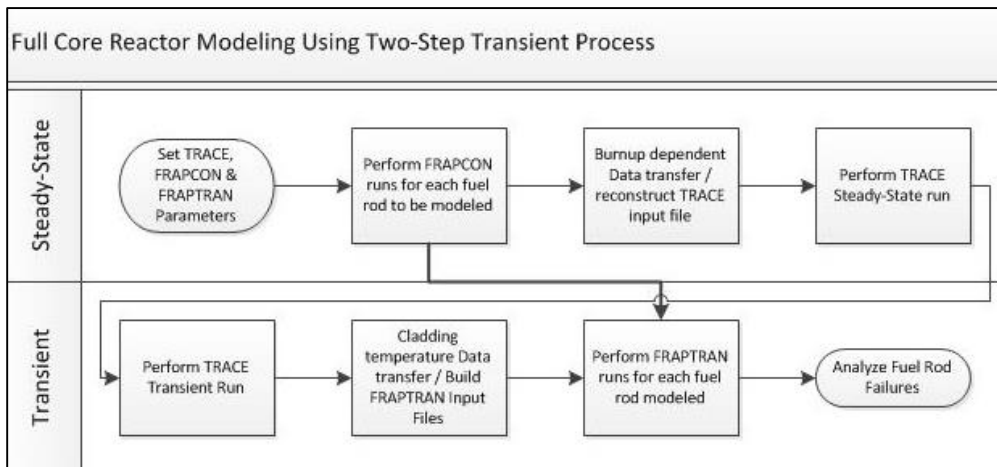 Full Core Reactor Modeling Using Two-Step Transient Process
Steady-State
Set TRACE,
FRAPCON &
FRAPTRAN
Parameters
Perform FRAPCON
runs for each fuel
rod to be modeled
Burnup dependent
Data transfer /
reconstruct TRACE
input file
Perform TRACE
Steady-State run
Transient
Perform TRACE
Transient Run
Cladding
temperature Data
transfer / Build
FRAPTRAN Input
Files
Perform FRAPTRAN
runs for each fuel
rod modeled
Analyze Fuel Rod
Failures